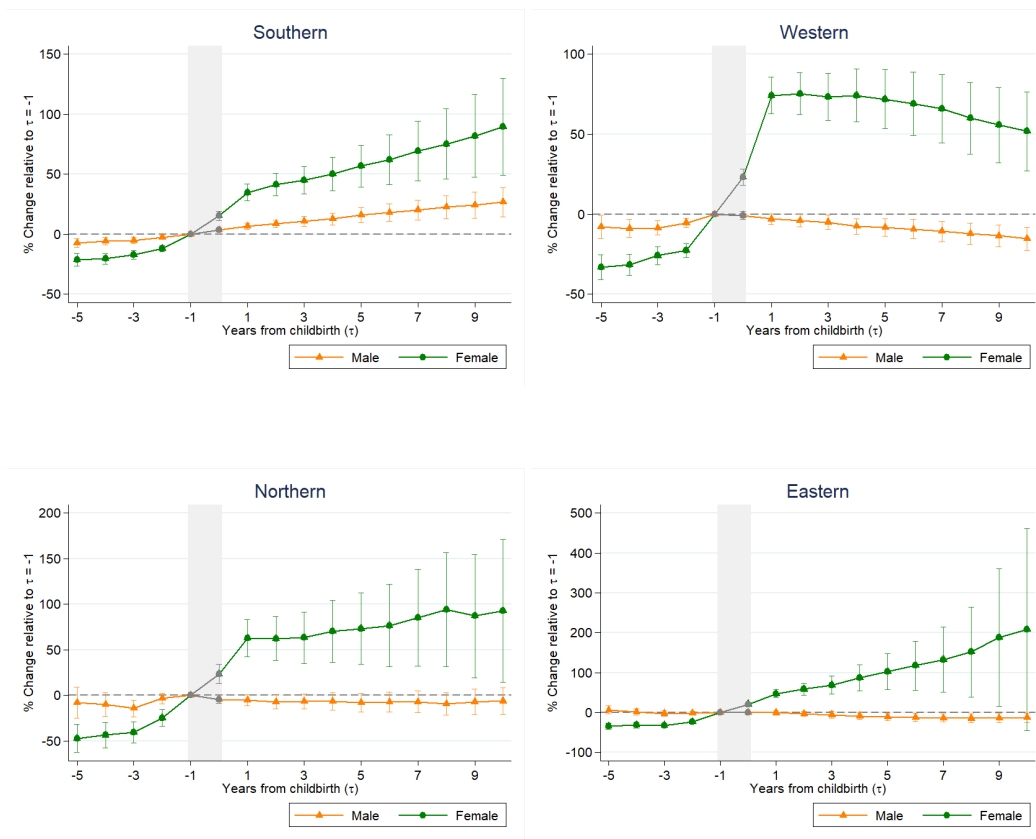 Southern
% Change relative to τ = -1
150
100
50
0
-50
-5 -3 -1 1 3 5 7 9
Years from childbirth (τ)
Male Female
Western
% Change relative to τ = -1
100
50
0
-50
-5 -3 -1 1 3 5 7 9
Years from childbirth (τ)
Male Female
Northern
% Change relative to τ = -1
200
150
100
50
0
-50
-5 -3 -1 1 3 5 7 9
Years from childbirth (τ)
Male Female
Eastern
% Change relative to τ = -1
500
400
300
200
100
0
-100
-5 -3 -1 1 3 5 7 9
Years from childbirth (τ)
Male Female